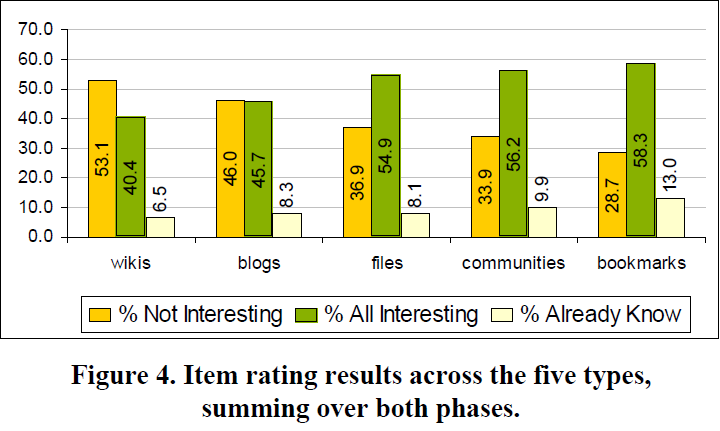 70.0
60.0
50.0
40.0
30.0
20.0
10.0
0.0
53.1 40.4 6.5 46.0 45.7 8.3 36.9 54.9 8.1 33.9 56.2 9.9 28.7 58.3 13.0
wikis blogs files communities bookmarks
% Not Interesting % All Interesting % Already Know
Figure 4. Item rating results across the five types,
summing over both phases.